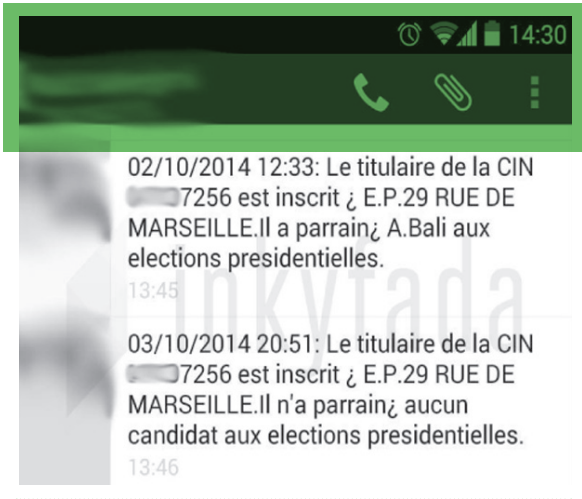 14:30
02/10/2014 12:33: Le titulaire de la CIN
7256 est inscrit ¿ E.P.29 RUE DE
MARSEILLE.Il a parrain¿ A.Bali aux
elections presidentielles.
13:45
inkyfada
03/10/2014 20:51: Le titulaire de la CIN
7256 est inscrit ¿ E.P.29 RUE DE
MARSEILLE.Il n'a parrain¿ aucun
candidat aux elections presidentielles.
13:46